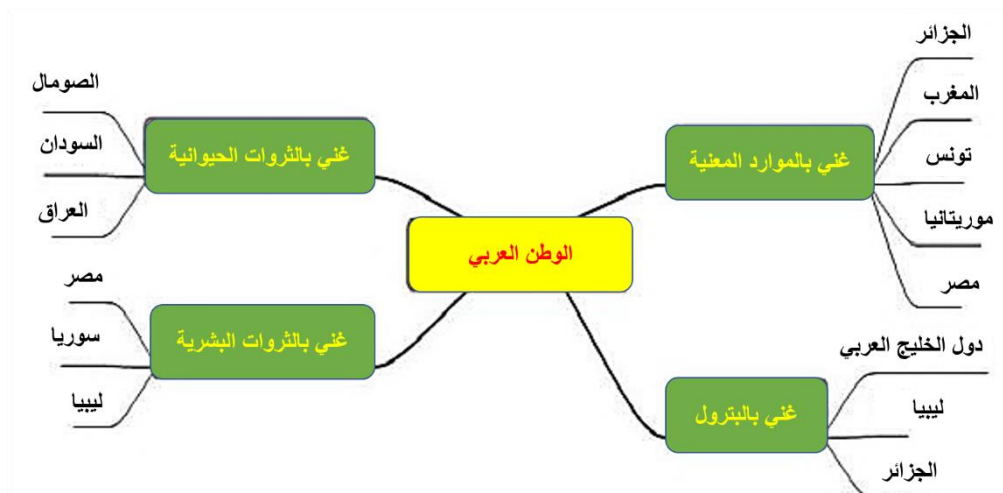 الوطن العربي
غني بالموارد المعنية
الجزائر
المغرب
تونس
موريتانيا
مصر
غني بالبترول
دول الخليج العربي
ليبيا
الجزائر
غني بالثروات الحيوانية
الصومال
السودان
العراق
غني بالثروات البشرية
مصر
سوريا
ليبيا